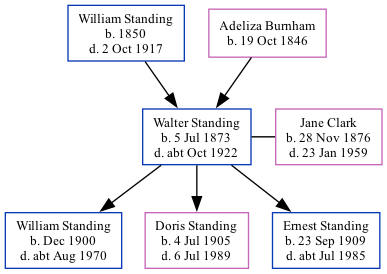 William Standing
b. 1850
d. 2 Oct 1917
Adeliza Burnham
b. 19 Oct 1846
Walter Standing
b. 5 Jul 1873
d. abt Oct 1922
Jane Clark
b. 28 Nov 1876
d. 23 Jan 1959
William Standing
b. Dec 1900
d. abt Aug 1970
Doris Standing
b. 4 Jul 1905
d. 6 Jul 1989
Ernest Standing
b. 23 Sep 1909
d. abt Jul 1985